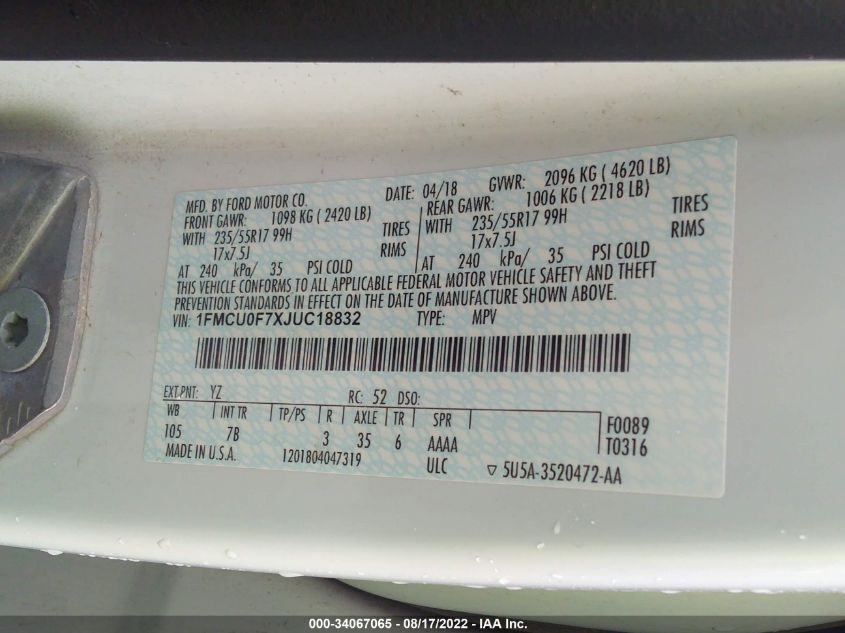 MFD. BY FORD MOTOR CO. DATE: 04/18 GVWR: 2096 KG ( 4620 LB)
FRONT GAWR: 1098 KG ( 2420 LB) REAR GAWR: 1006 KG ( 2218 LB)
WITH 235/55R17 99H TIRES WITH 235/55R17 99H TIRES
17x7.5J RIMS 17x7.5J RIMS
AT 240 kPa/ 35 PSI COLD AT 240 kPa/ 35 PSI COLD
THIS VEHICLE CONFORMS TO ALL APPLICABLE FEDERAL MOTOR VEHICLE SAFETY AND THEFT
PREVENTION STANDARDS IN EFFECT ON THE DATE OF MANUFACTURE SHOWN ABOVE.
VIN: 1FMCU0F7XJUC18832 TYPE: MPV
EXT PNT: YZ RC: 52 DSO:
WB INT TR TP/PS R AXLE TR SPR F0089
105 7B 3 35 6 AAAA T0316
MADE IN U.S.A. 1201804047319 ULC ▽ 5U5A-3520472-AA
000-34067065 - 08/17/2022 - IAA Inc.